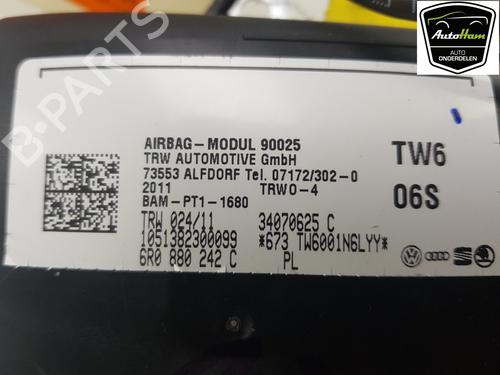 AutoHam
AUTO
ONDERDELEN
B-PARTS
AIRBAG-MODUL 90025
TRW AUTOMOTIVE GmbH
73553 ALFDORF Tel. 07172/302-0
2011 TRWO-4
BAM-PT1-1680
TW6
06S
TRW 024/11 34070625 C
1051382300099 *673 TW6001N6LYY*
6R0 880 242 C PL